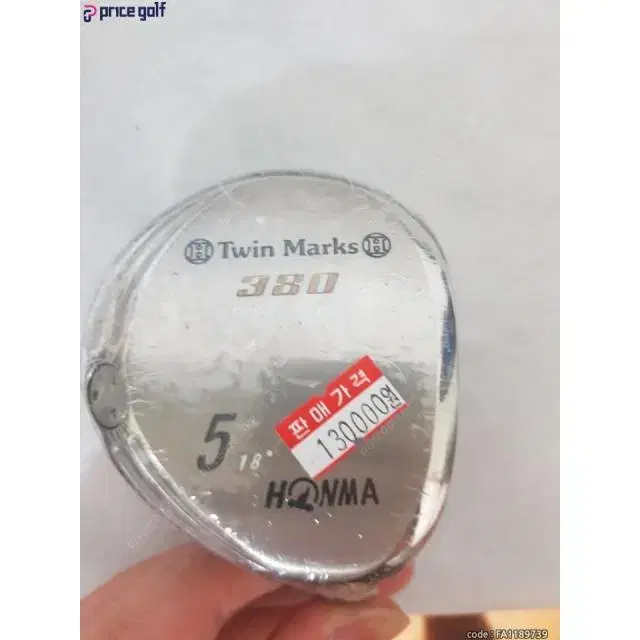 price golf
Twin Marks
380
판매가격
130000원
5 18°
HONMA
code : FA1189739